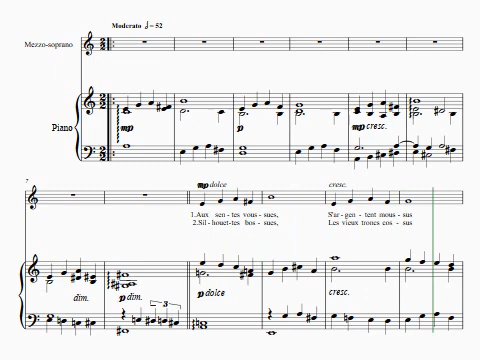 Moderato = 52
Mezzo-soprano
Piano
mp
p
mp cresc.
7
mp dolce
cresc.
1.Aux sen - tes vous - sues,
S'ar - gen - tent mous - sus
2.Sil - houet - tes bos - sues,
Les vieux troncs cos - sus
dim.
p dim.
3
p dolce
cresc.